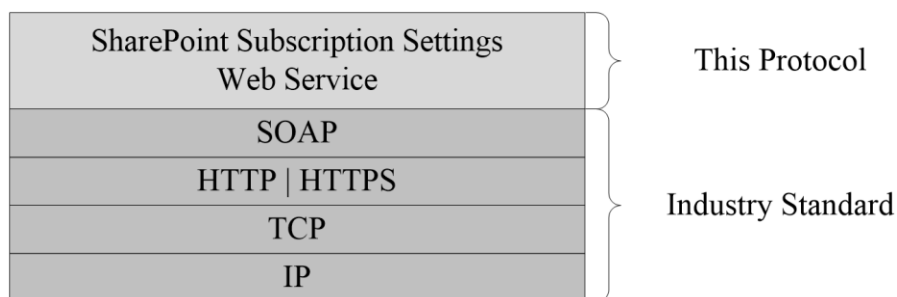 SharePoint Subscription Settings
Web Service
This Protocol
SOAP
HTTP | HTTPS
TCP
IP
Industry Standard